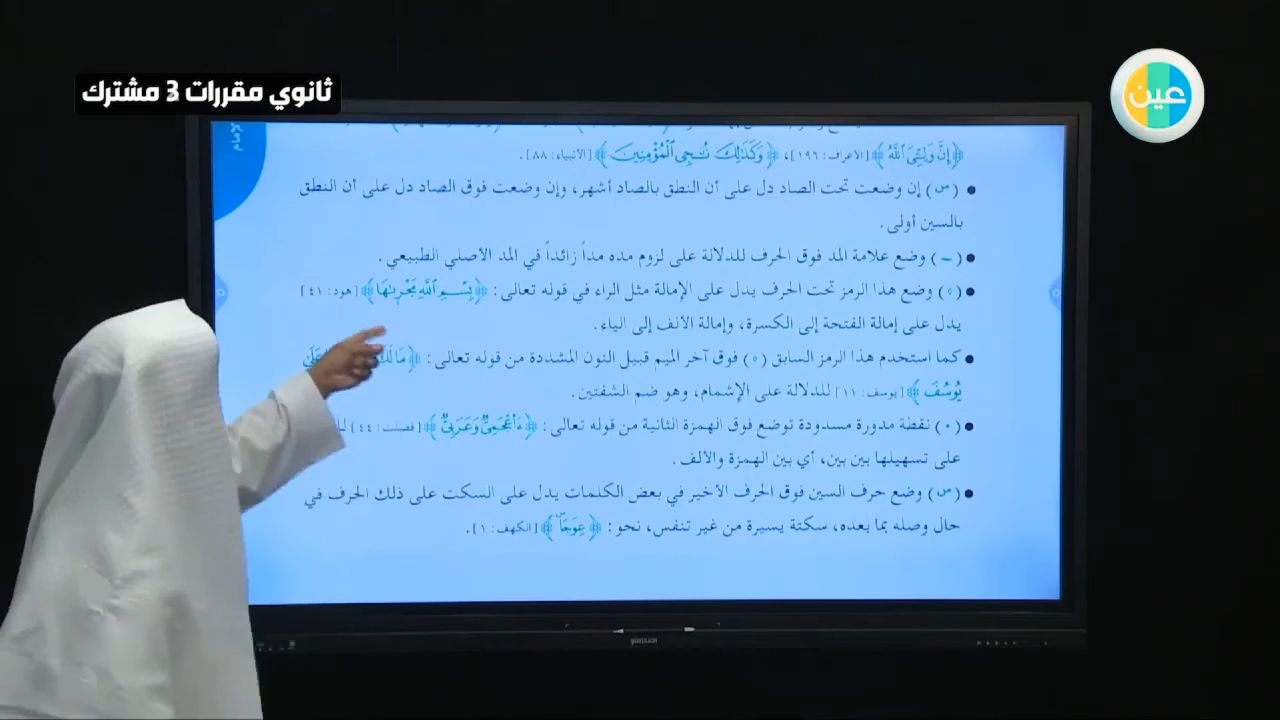 ثانوي مقررات 3 مشترك
عين
﴿إِنَّ وَلِـِّۧيَ ٱللَّهُ﴾ [الأعراف: ١٩٦]، ﴿وَكَذَٰلِكَ نُـۨجِي ٱلْمُؤْمِنِينَ﴾ [الأنبياء: ٨٨].
(س) إن وضعت تحت الصاد دل على أن النطق بالصاد أشهر، وإن وضعت فوق الصاد دل على أن النطق
بالسين أولى.
(~) وضع علامة المد فوق الحرف للدلالة على لزوم مده مداً زائداً في المد الأصلي الطبيعي.
(٥) وضع هذا الرمز تحت الحرف يدل على الإمالة مثل الراء في قوله تعالى: ﴿بِسْمِ ٱللَّهِ مَجْر۪ىٰهَا﴾ [هود: ٤١]
يدل على إمالة الفتحة إلى الكسرة، وإمالة الألف إلى الياء.
كما استخدم هذا الرمز السابق (٥) فوق آخر الميم قبيل النون المشددة من قوله تعالى: ﴿مَالَكَ
يُوسُفَ﴾ [يوسف: ١١] للدلالة على الإشمام، وهو ضم الشفتين.
(٠) نقطة مدورة مسدودة توضع فوق الهمزة الثانية من قوله تعالى: ﴿ءَا۬عْجَمِىٌّ وَعَرَبِىٌّ﴾ [فصلت: ٤٤]
على تسهيلها بين بين، أي بين الهمزة والألف.
(س) وضع حرف السين فوق الحرف الأخير في بعض الكلمات يدل على السكت على ذلك الحرف في
حال وصله بما بعده، سكتة يسيرة من غير تنفس، نحو: ﴿عِوَجَاۜ﴾ [الكهف: ١].